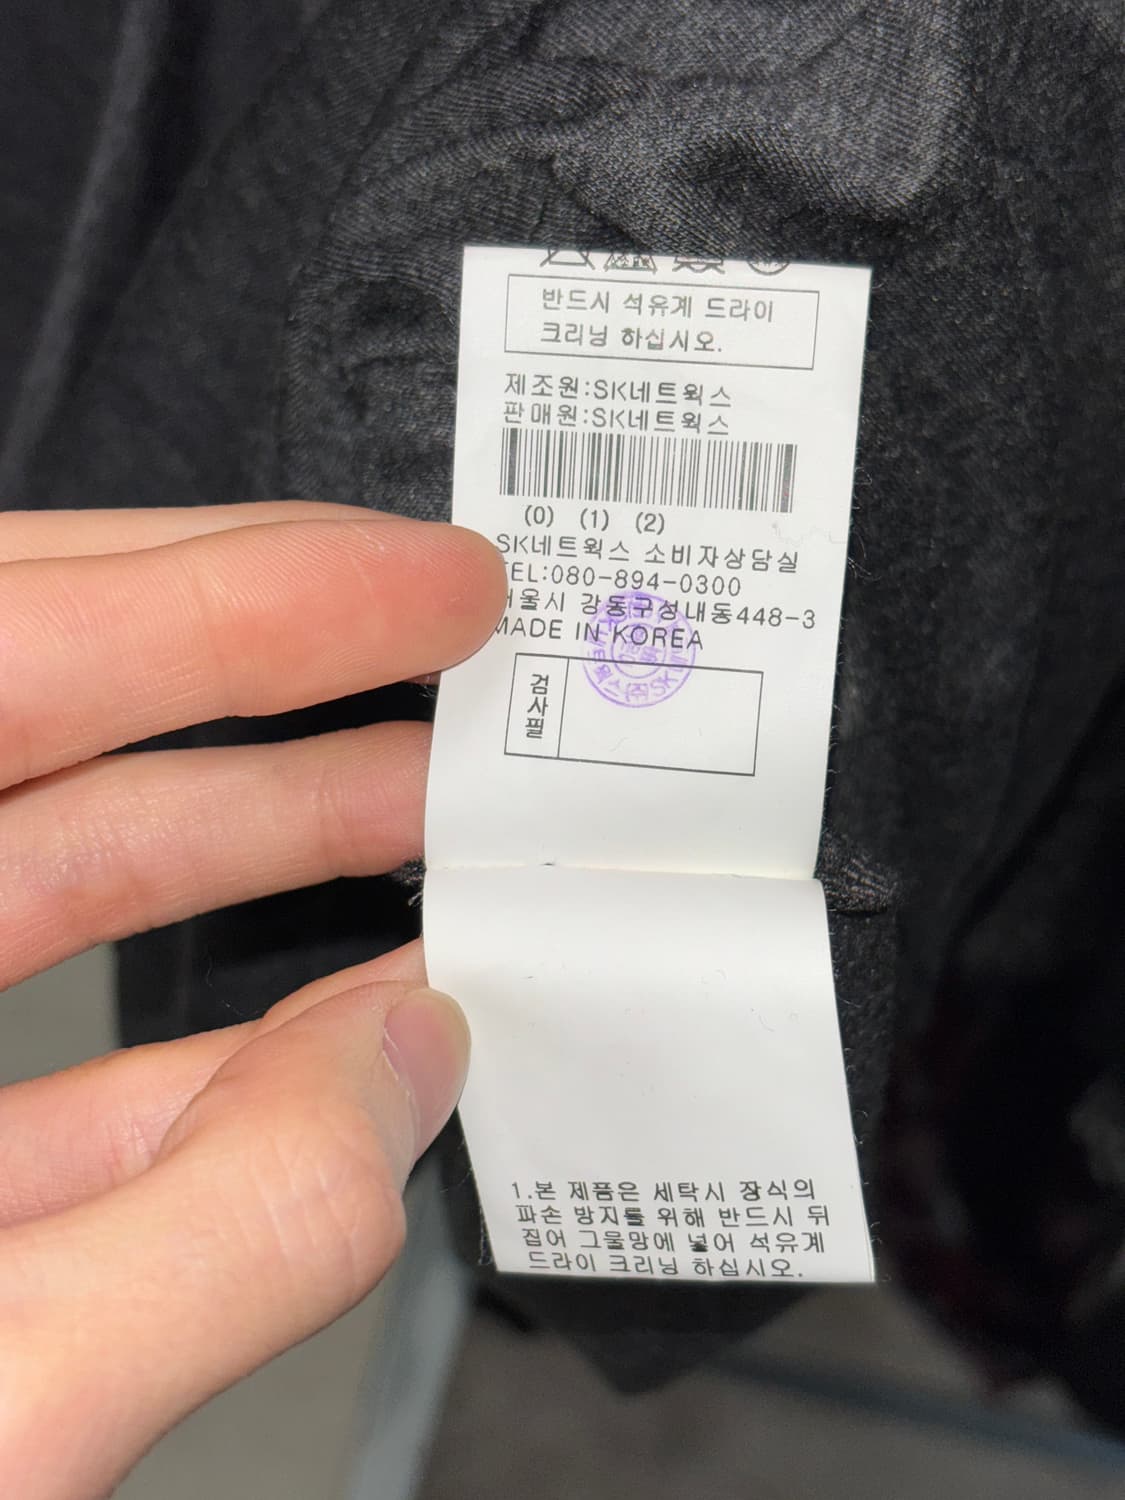 반드시 석유계 드라이
크리닝 하십시오.
제조원:SK네트웍스
판매원:SK네트웍스
(0) (1) (2)
SK네트웍스 소비자상담실
TEL:080-894-0300
서울시 강동구성내동448-3
MADE IN KOREA
검사필
1.본 제품은 세탁시 장식의
파손 방지를 위해 반드시 뒤
집어 그물망에 넣어 석유계
드라이 크리닝 하십시오.